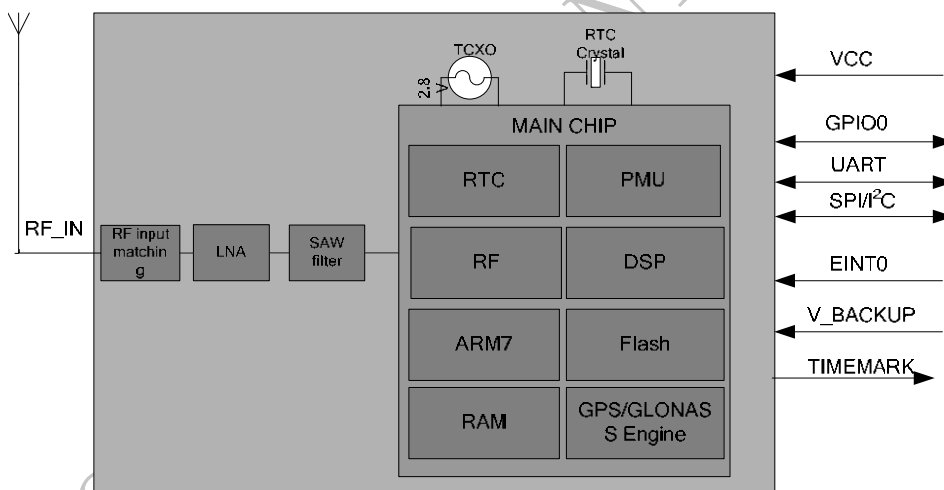 TCXO
RTC
Crystal
2.8
V
VCC
MAIN CHIP
GPIO0
RTC
PMU
UART
SPI/I²C
RF_IN
RF input
matchin
g
LNA
SAW
filter
RF
DSP
EINT0
V_BACKUP
ARM7
Flash
TIMEMARK
RAM
GPS/GLONAS
S Engine